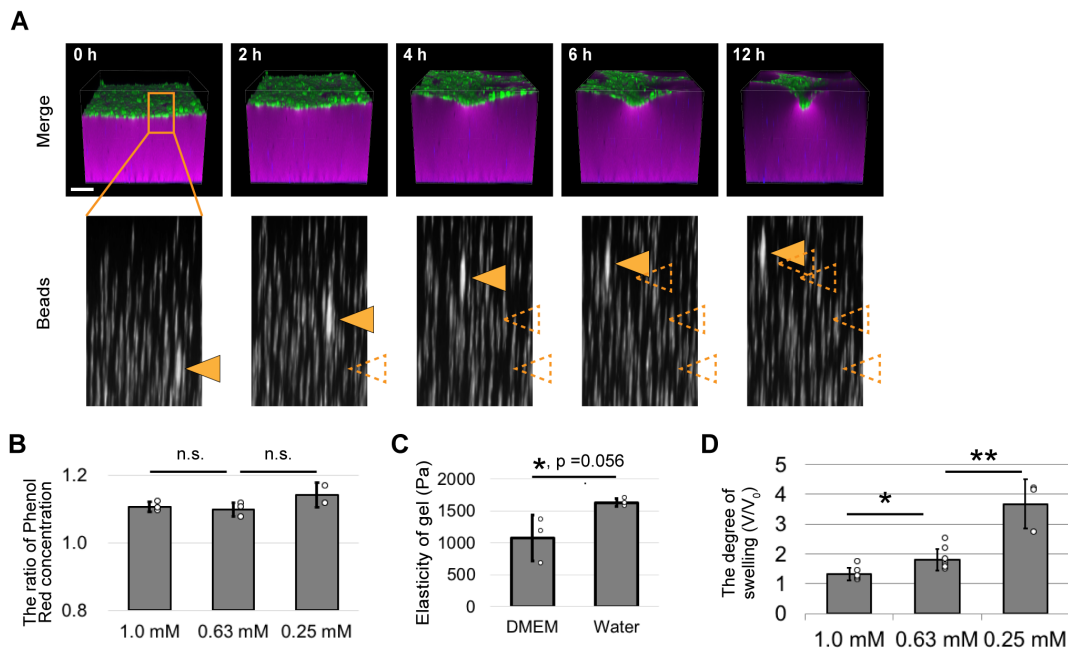 A
0 h
2 h
4 h
6 h
12 h
Merge
Beads
B
The ratio of Phenol
Red concentration
n.s.
n.s.
1.2
1.0
0.8
1.0 mM
0.63 mM
0.25 mM
C
Elasticity of gel (Pa)
*, p =0.056
2000
1500
1000
500
0
DMEM
Water
D
The degree of
swelling (V/V0)
*
**
5
4
3
2
1
0
1.0 mM
0.63 mM
0.25 mM